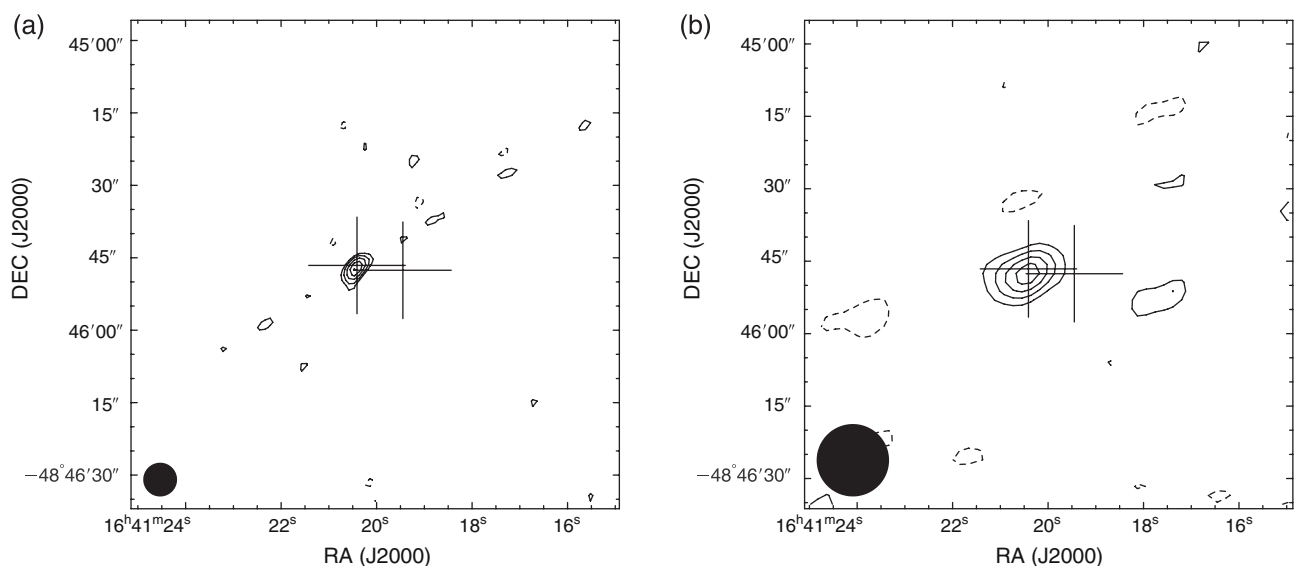 (a)
45′00″
15″
30″
45″
46′00″
15″
−48°46′30″
DEC (J2000)
16ʰ41ᵐ24ˢ
22ˢ
20ˢ
18ˢ
16ˢ
RA (J2000)
(b)
45′00″
15″
30″
45″
46′00″
15″
−48°46′30″
DEC (J2000)
16ʰ41ᵐ24ˢ
22ˢ
20ˢ
18ˢ
16ˢ
RA (J2000)